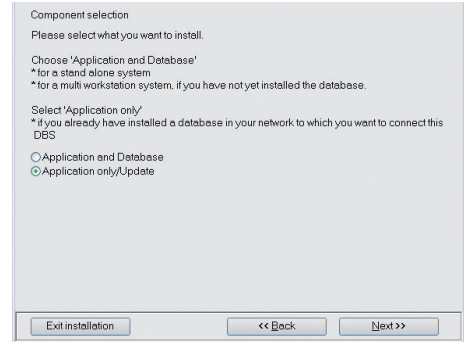 Component selection
Please select what you want to install.
Choose 'Application and Database'
*for a stand alone system
*for a multi workstation system, if you have not yet installed the database.
Select 'Application only'
*if you already have installed a database in your network to which you want to connect this
DBS
Application and Database
Application only/Update
Exit installation
<< Back
Next >>